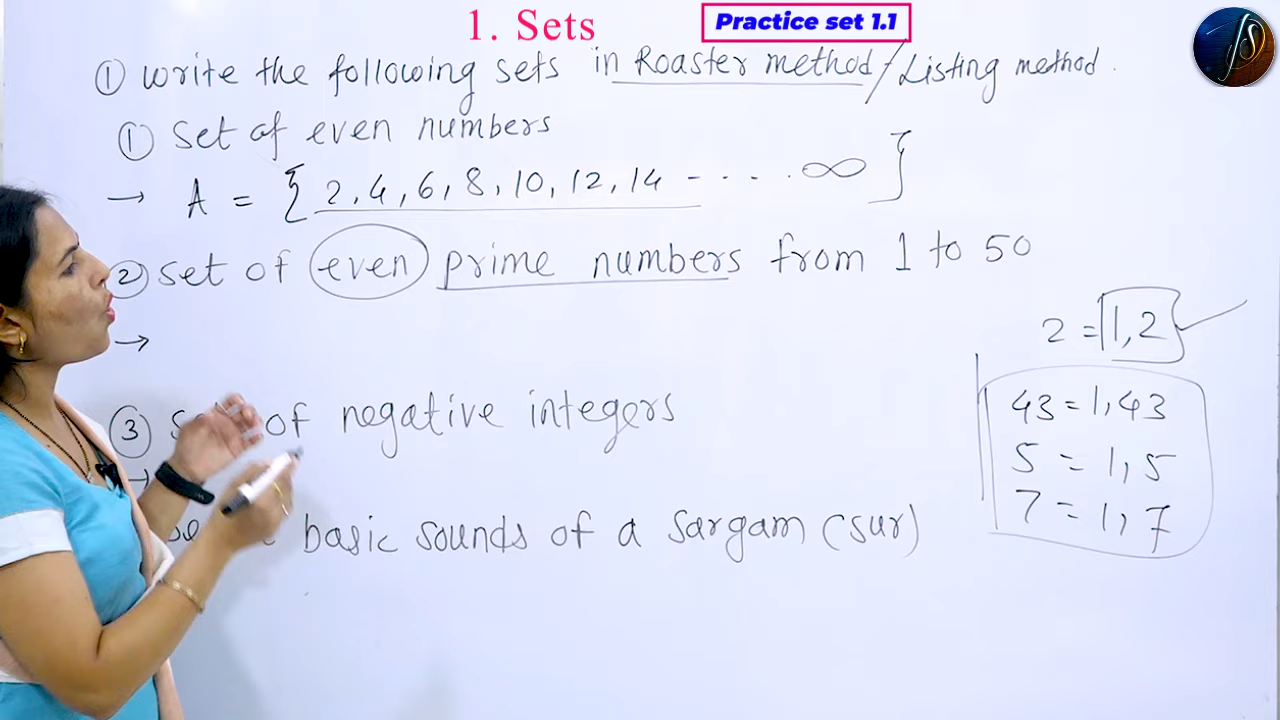 1. Sets
Practice set 1.1
① Write the following sets in Roaster method/Listing method.
① set of even numbers
→ A = { 2, 4, 6, 8, 10, 12, 14 - - - . . ∞ }
② set of even prime numbers from 1 to 50
→
2 = 1, 2
43 = 1, 43
5 = 1, 5
7 = 1, 7
③ of negative integers
→
basic sounds of a Sargam (sur)